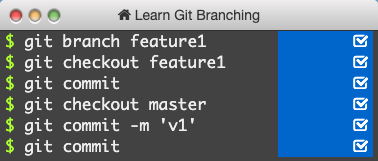 Learn Git Branching
$ git branch feature1
$ git checkout feature1
$ git commit
$ git checkout master
$ git commit -m 'v1'
$ git commit